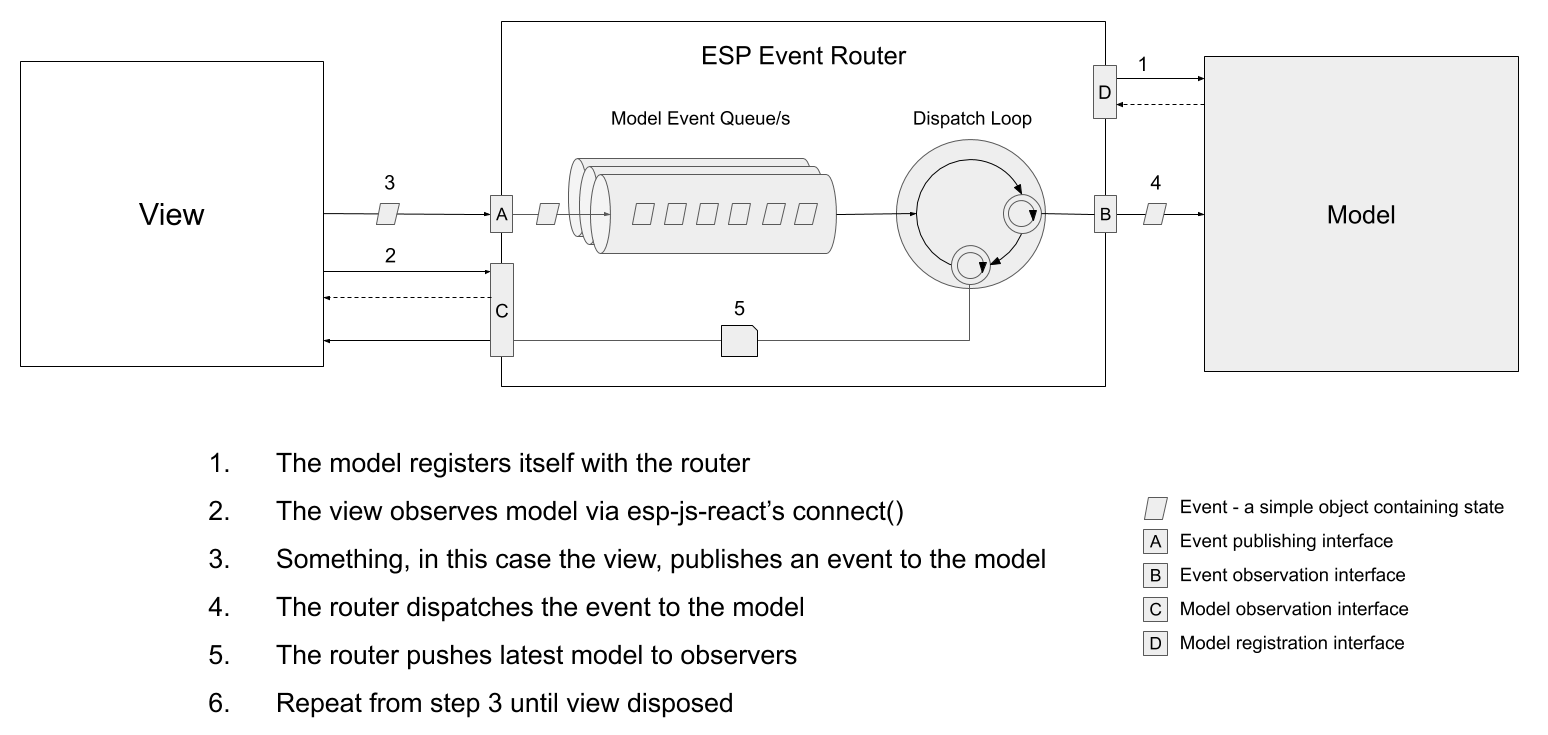 ESP Event Router
Model Event Queue/s
Dispatch Loop
View
Model
3
2
5
1
4
A
C
D
B
1. The model registers itself with the router
2. The view observes model via esp-js-react’s connect()
3. Something, in this case the view, publishes an event to the model
4. The router dispatches the event to the model
5. The router pushes latest model to observers
6. Repeat from step 3 until view disposed
Event - a simple object containing state
A Event publishing interface
B Event observation interface
C Model observation interface
D Model registration interface